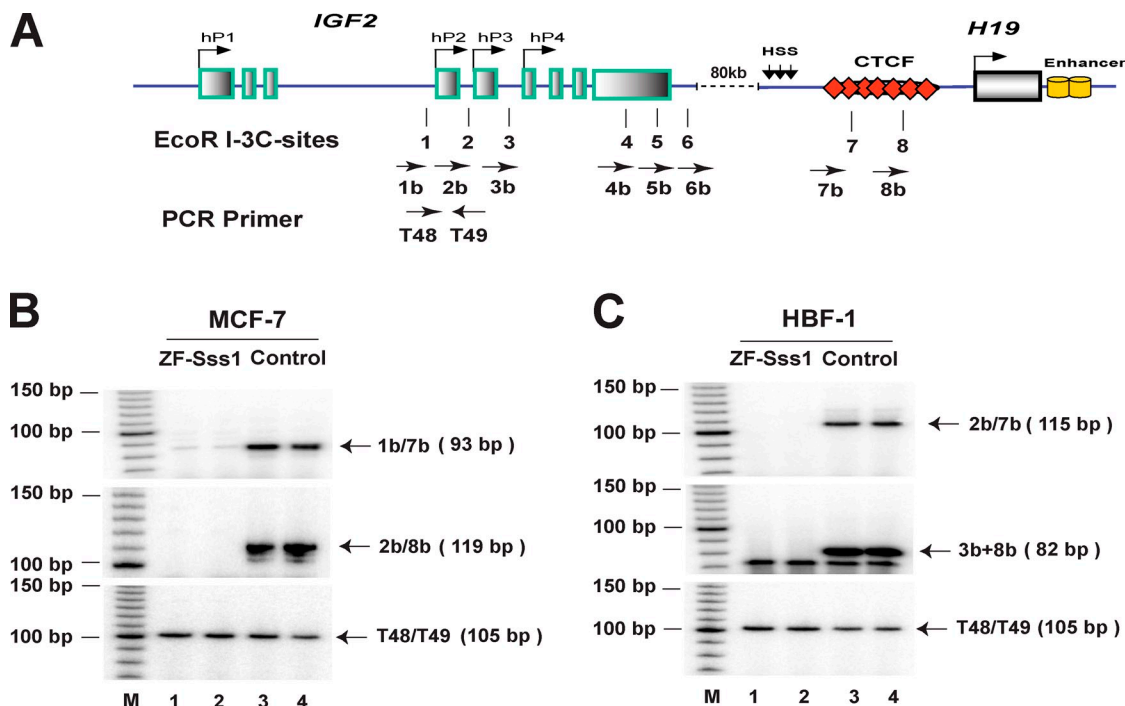 A
IGF2
H19
hP1
hP2
hP3
hP4
HSS
CTCF
Enhancer
80kb
EcoR I-3C-sites
1 2 3 4 5 6 7 8
1b 2b 3b 4b 5b 6b 7b 8b
PCR Primer
T48 T49
B
MCF-7
ZF-Sss1 Control
150 bp
100 bp
1b/7b ( 93 bp )
150 bp
100 bp
2b/8b ( 119 bp )
150 bp
100 bp
T48/T49 (105 bp )
M 1 2 3 4
C
HBF-1
ZF-Sss1 Control
150 bp
100 bp
2b/7b ( 115 bp )
150 bp
100 bp
3b+8b ( 82 bp )
150 bp
100 bp
T48/T49 (105 bp )
M 1 2 3 4